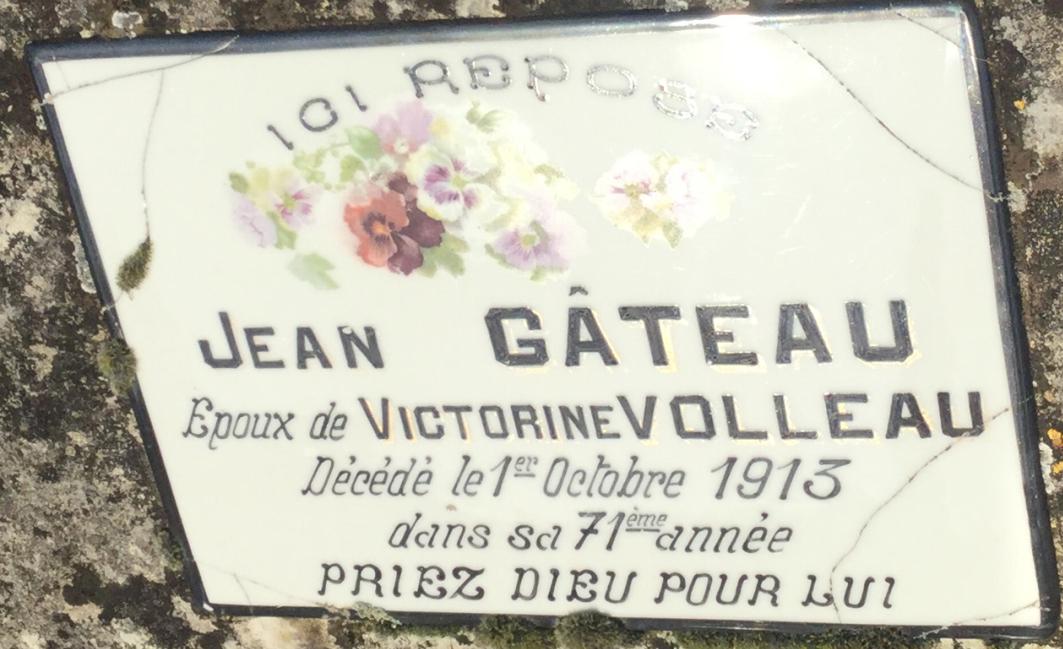 ICI REPOSE
JEAN GÂTEAU
Epoux de VICTORINE VOLLEAU
Décédé le 1er Octobre 1913
dans sa 71ème année
PRIEZ DIEU POUR LUI